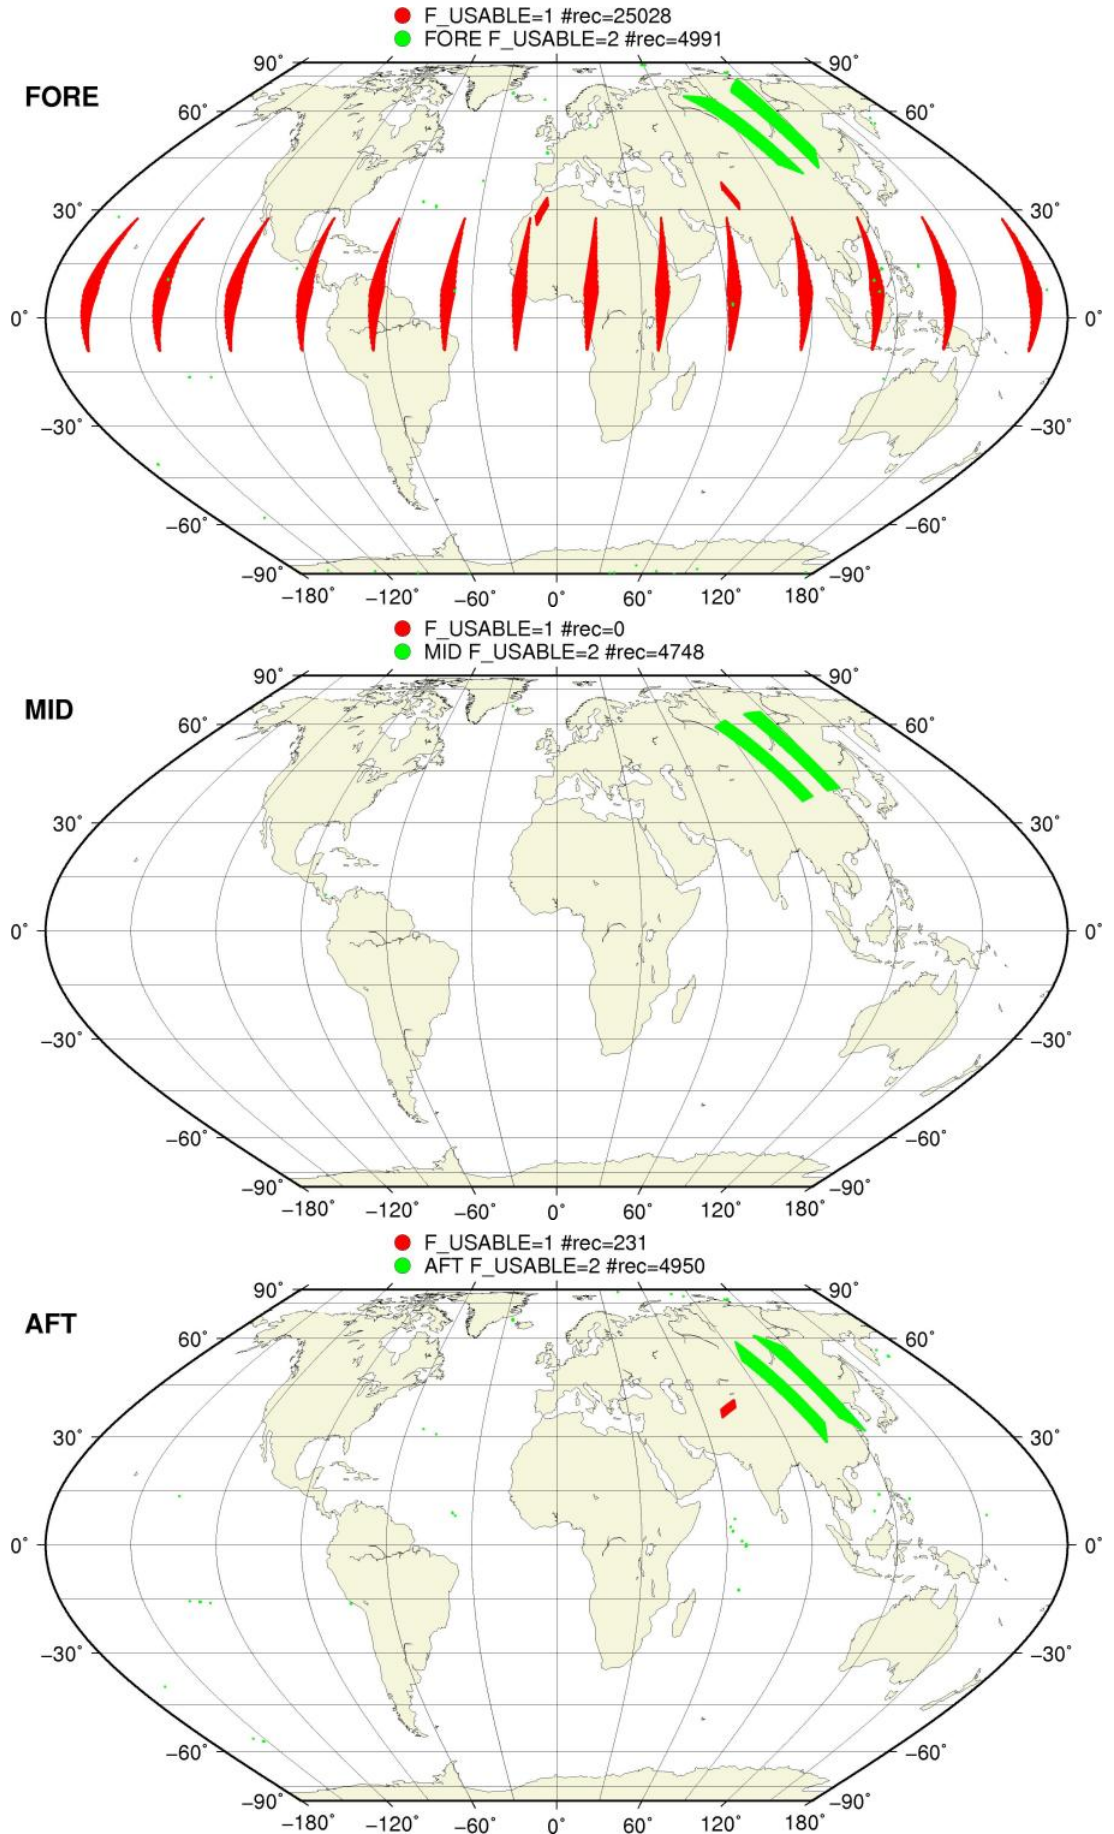 F_USABLE=1 #rec=25028
FORE F_USABLE=2 #rec=4991
FORE
90° 90°
60° 60°
30° 30°
0° 0°
−30° −30°
−60° −60°
−90° −90°
−180° −120° −60° 0° 60° 120° 180°
F_USABLE=1 #rec=0
MID F_USABLE=2 #rec=4748
MID
90° 90°
60° 60°
30° 30°
0° 0°
−30° −30°
−60° −60°
−90° −90°
−180° −120° −60° 0° 60° 120° 180°
F_USABLE=1 #rec=231
AFT F_USABLE=2 #rec=4950
AFT
90° 90°
60° 60°
30° 30°
0° 0°
−30° −30°
−60° −60°
−90° −90°
−180° −120° −60° 0° 60° 120° 180°